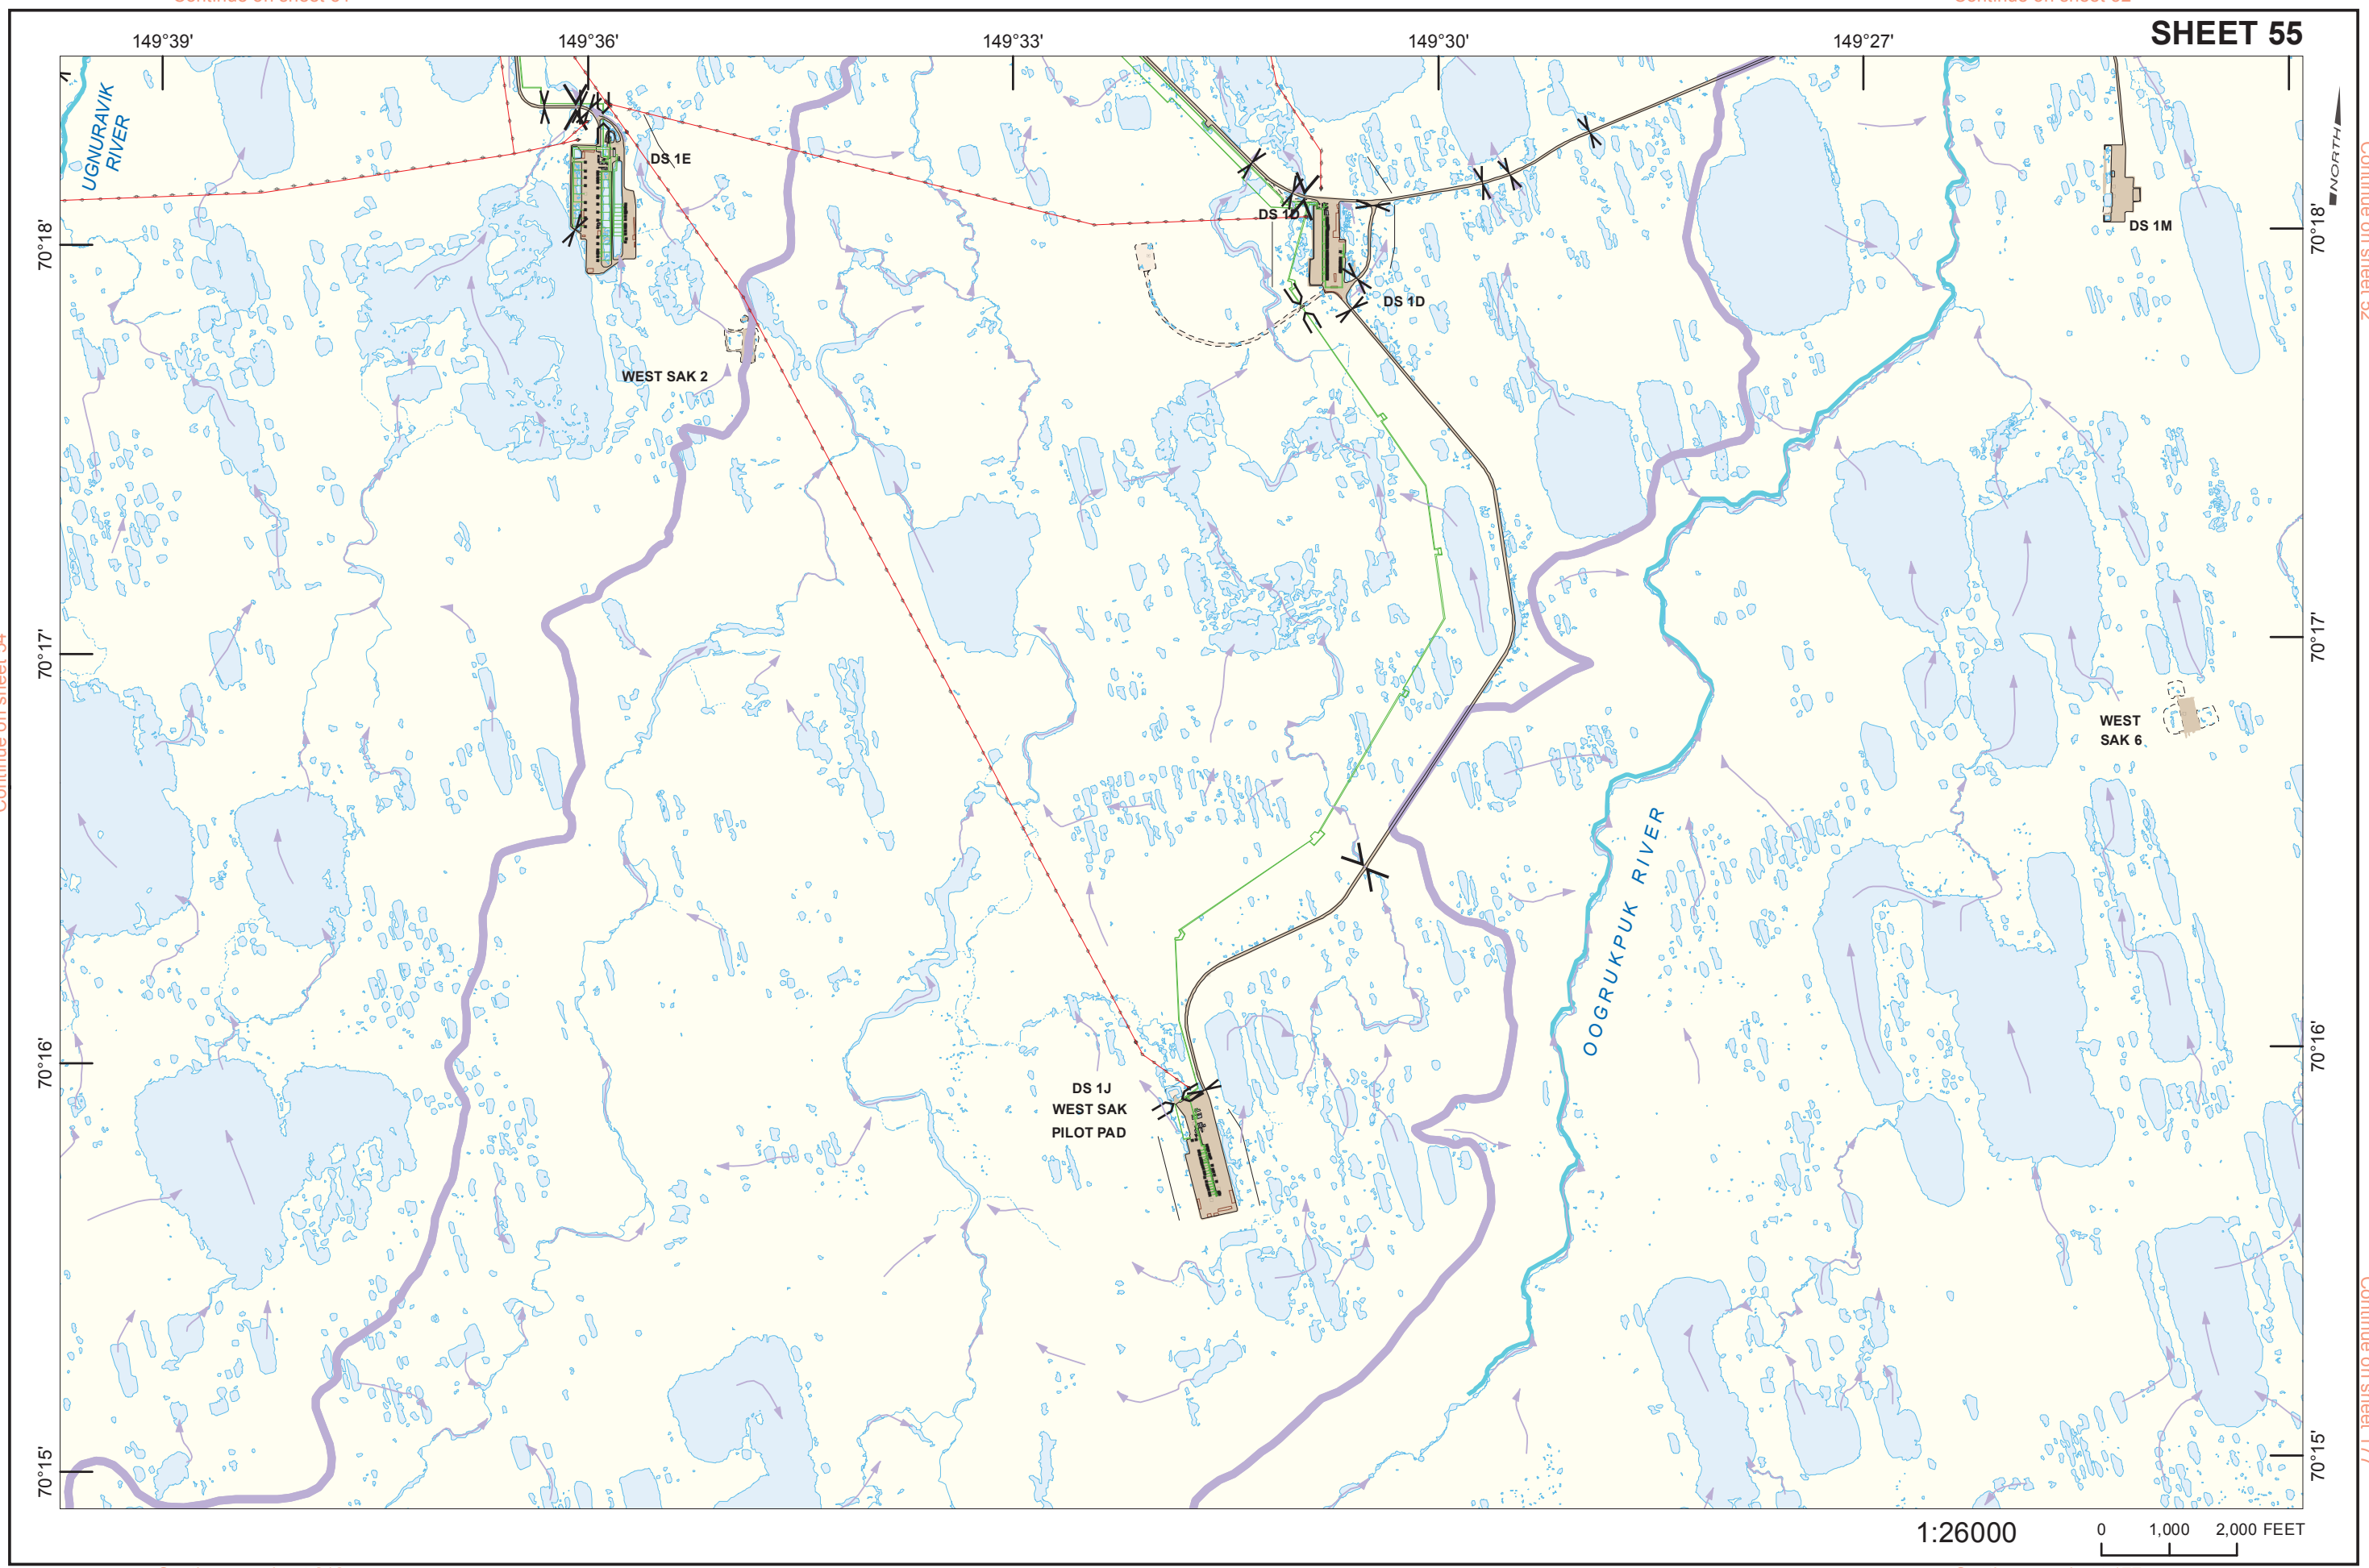 SHEET 55
149°39'
149°36'
149°33'
149°30'
149°27'
UGNURAVIK
RIVER
DS 1E
DS 1D
DS 1M
NORTH
70°18'
70°18'
DS 1D
WEST SAK 2
70°17'
70°17'
WEST
SAK 6
OOGRUKPUK RIVER
70°16'
70°16'
DS 1J
WEST SAK
PILOT PAD
70°15'
70°15'
1:26000
0 1,000 2,000 FEET